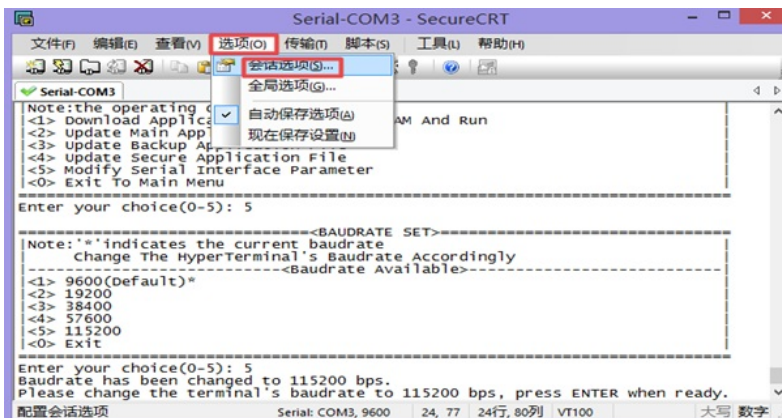 Serial-COM3 - SecureCRT
文件(F) 编辑(E) 查看(V) 选项(O) 传输(T) 脚本(S) 工具(L) 帮助(H)
会话选项(S)...
全局选项(G)...
自动保存选项(A)
现在保存设置(N)
Serial-COM3
|Note:the operating
|<1> Download Applic AM And Run
|<2> Update Main Appl
|<3> Update Backup Application File
|<4> Update Secure Application File
|<5> Modify Serial Interface Parameter
|<0> Exit To Main Menu
Enter your choice(0-5): 5
<BAUDRATE SET>
|Note:'*'indicates the current baudrate
Change The HyperTerminal's Baudrate Accordingly
<Baudrate Available>
|<1> 9600(Default)*
|<2> 19200
|<3> 38400
|<4> 57600
|<5> 115200
|<0> Exit
Enter your choice(0-5): 5
Baudrate has been changed to 115200 bps.
Please change the terminal's baudrate to 115200 bps, press ENTER when ready.
配置会话选项 Serial: COM3, 9600 24, 77 24行, 80列 VT100 大写 数字